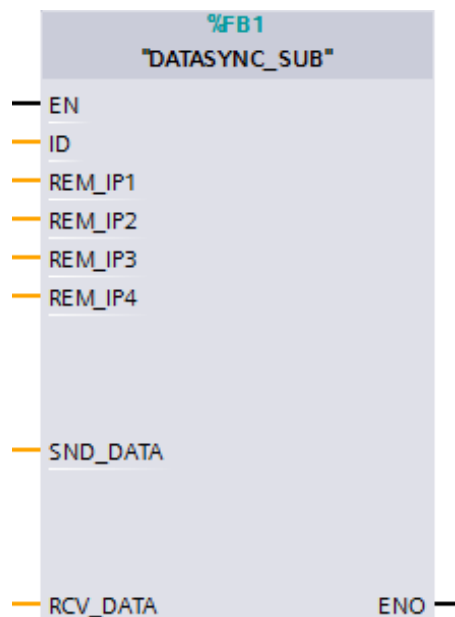 %FB1
"DATASYNC_SUB"
EN
ID
REM_IP1
REM_IP2
REM_IP3
REM_IP4
SND_DATA
RCV_DATA ENO